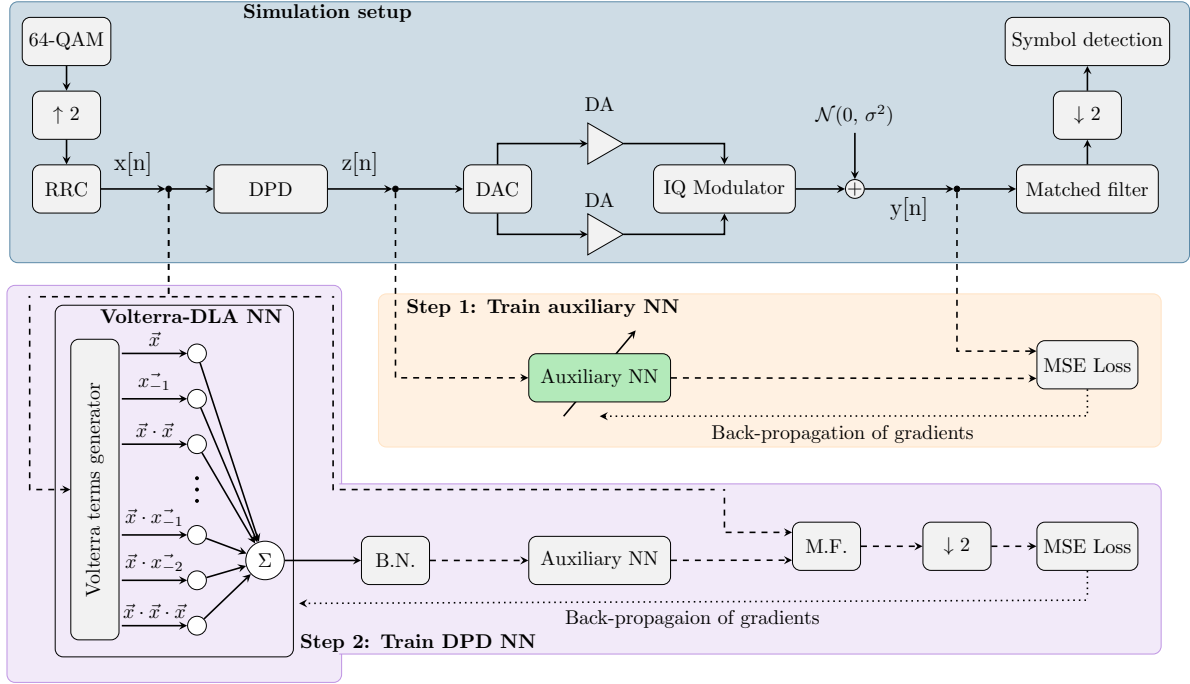 Simulation setup
64-QAM
↑ 2
RRC
x[n]
DPD
z[n]
DAC
DA
DA
IQ Modulator
𝒩(0, σ²)
+
y[n]
Matched filter
↓ 2
Symbol detection
Step 1: Train auxiliary NN
Auxiliary NN
MSE Loss
Back-propagation of gradients
Volterra-DLA NN
Volterra terms generator
x⃗
x⃗₋₁
x⃗ · x⃗
x⃗ · x⃗₋₁
x⃗ · x⃗₋₂
x⃗ · x⃗ · x⃗
Σ
B.N.
Auxiliary NN
M.F.
↓ 2
MSE Loss
Back-propagaion of gradients
Step 2: Train DPD NN